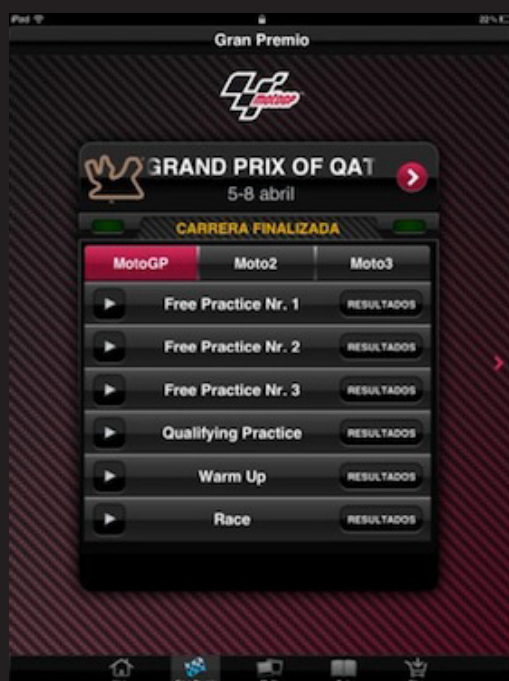 iPod 22%
Gran Premio
motoGP
GRAND PRIX OF QAT
5-8 abril
CARRERA FINALIZADA
MotoGP Moto2 Moto3
Free Practice Nr. 1 RESULTADOS
Free Practice Nr. 2 RESULTADOS
Free Practice Nr. 3 RESULTADOS
Qualifying Practice RESULTADOS
Warm Up RESULTADOS
Race RESULTADOS